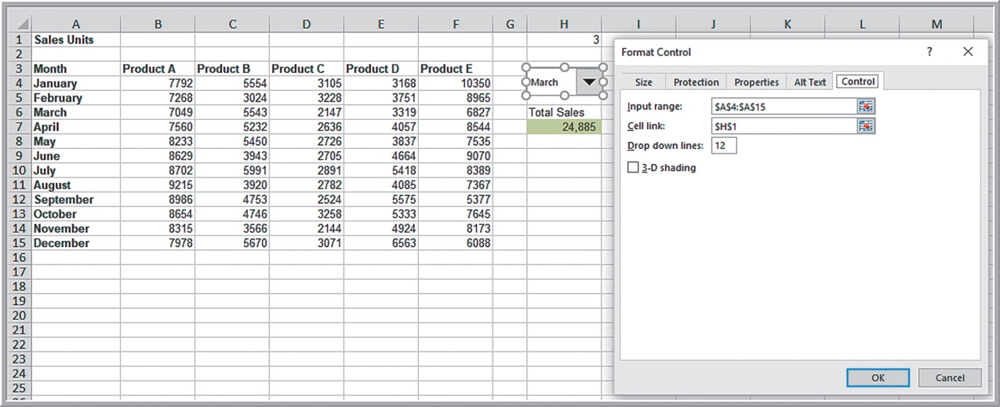 A B C D E F G H I J K L M
1 Sales Units 3
2
3 Month Product A Product B Product C Product D Product E
4 January 7792 5554 3105 3168 10350 March
5 February 7268 3024 3228 3751 8965
6 March 7049 5543 2147 3319 6827 Total Sales
7 April 7560 5232 2636 4057 8544 24,885
8 May 8233 5450 2726 3837 7535
9 June 8629 3943 2705 4664 9070
10 July 8702 5991 2891 5418 8389
11 August 9215 3920 2782 4085 7367
12 September 8986 4753 2524 5575 5377
13 October 8654 4746 3258 5333 7645
14 November 8315 3566 2144 4924 8173
15 December 7978 5670 3071 6563 6088
16
17
18
19
20
21
22
23
24
25
Format Control ?
Size Protection Properties Alt Text Control
Input range: $A$4:$A$15
Cell link: $H$1
Drop down lines: 12
3-D shading
OK Cancel